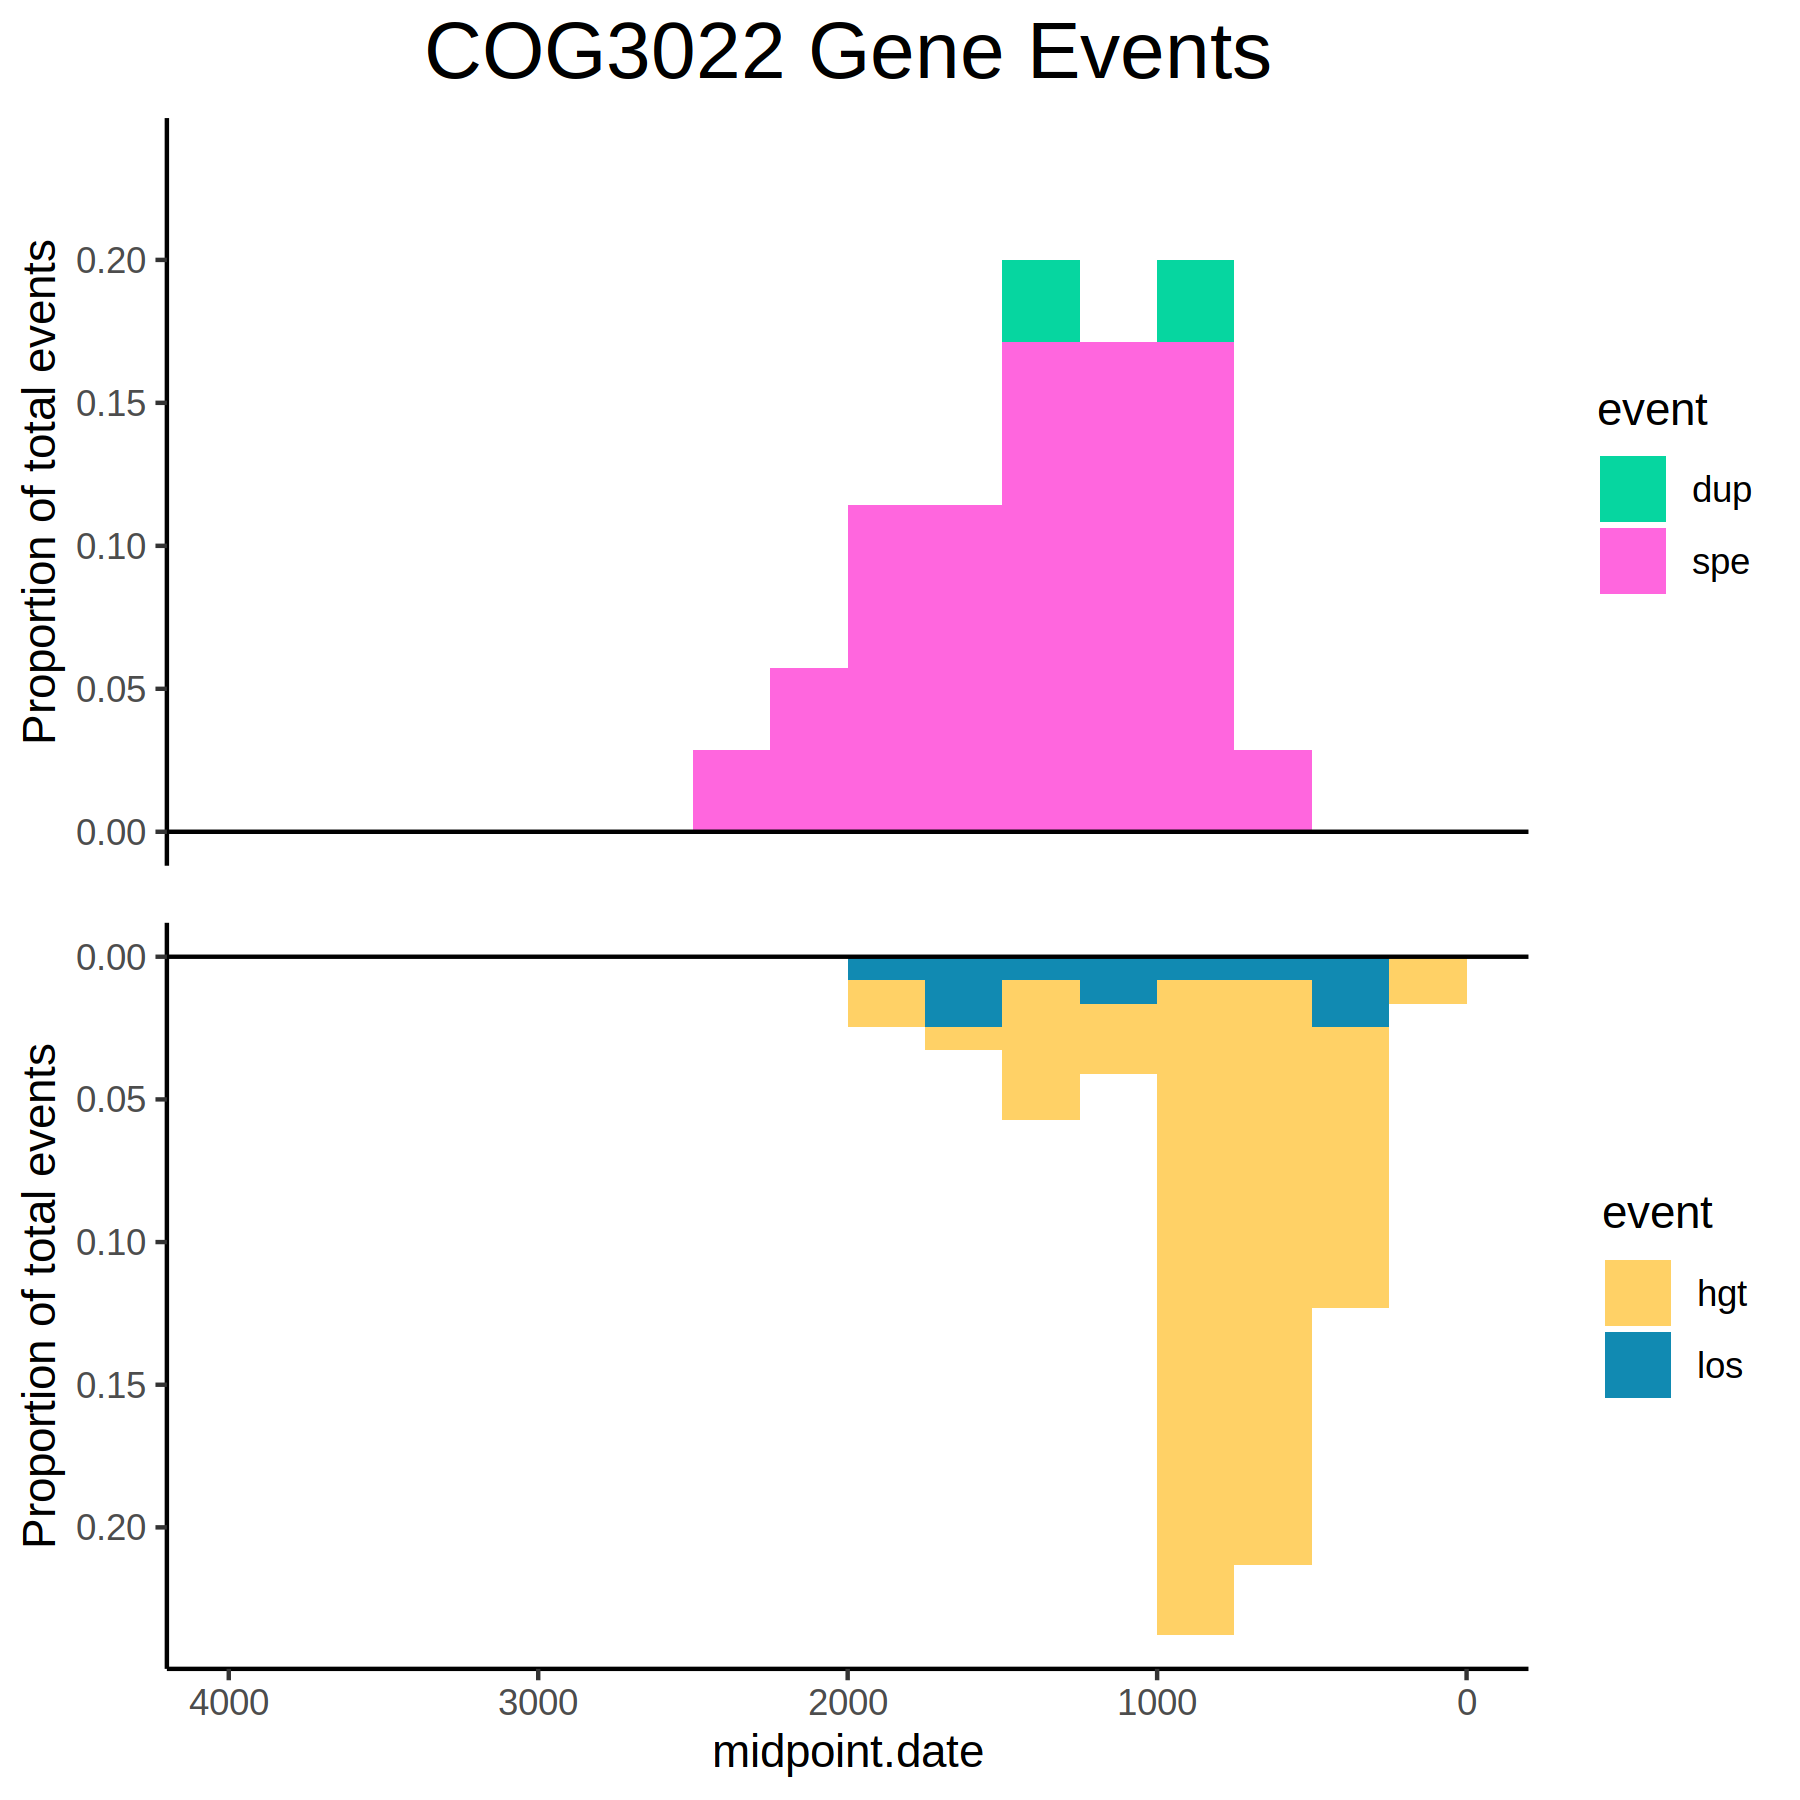 COG3022 Gene Events
Proportion of total events
0.20
0.15
0.10
0.05
0.00
event
dup
spe
Proportion of total events
0.00
0.05
0.10
0.15
0.20
event
hgt
los
4000 3000 2000 1000 0
midpoint.date